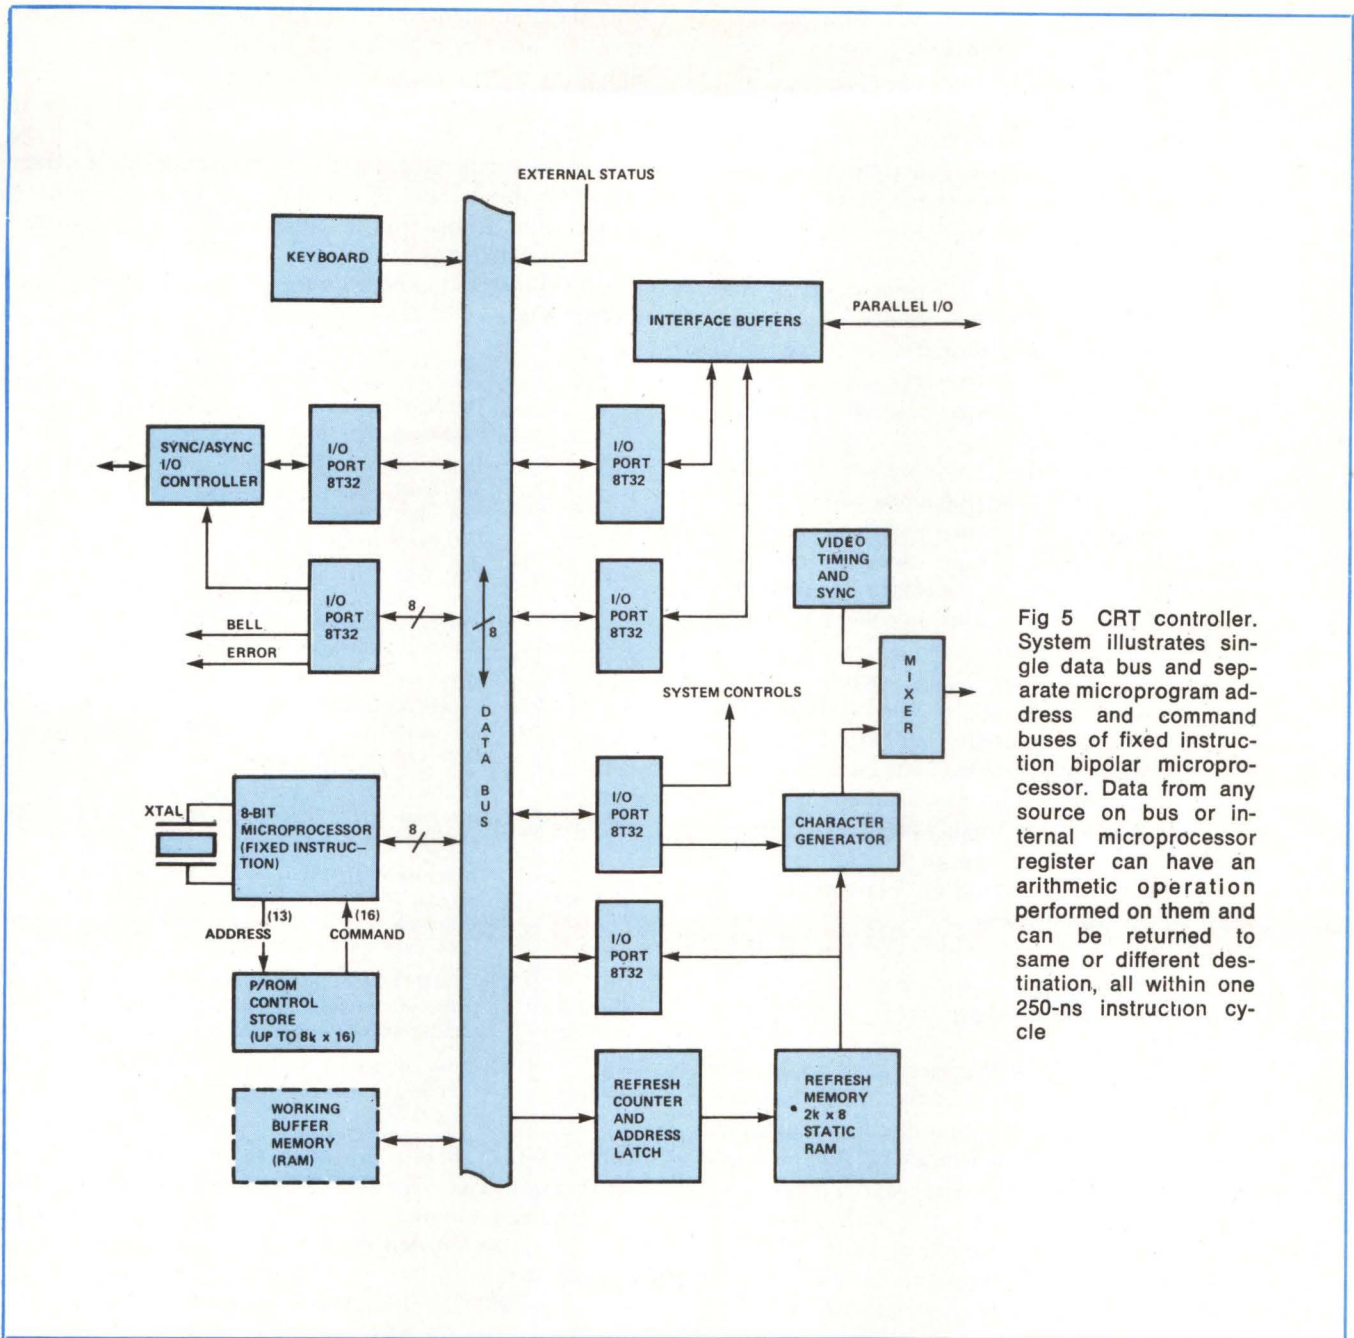 EXTERNAL STATUS
KEYBOARD
INTERFACE BUFFERS
PARALLEL I/O
SYNC/ASYNC
I/O
CONTROLLER
I/O
PORT
8T32
I/O
PORT
8T32
VIDEO
TIMING
AND
SYNC
I/O
PORT
8T32
8
BELL
ERROR
8
I/O
PORT
8T32
MIXER
SYSTEM CONTROLS
DATA BUS
XTAL
8-BIT
MICROPROCESSOR
(FIXED INSTRUC-
TION)
8
I/O
PORT
8T32
CHARACTER
GENERATOR
(13)
ADDRESS
(16)
COMMAND
I/O
PORT
8T32
P/ROM
CONTROL
STORE
(UP TO 8k x 16)
WORKING
BUFFER
MEMORY
(RAM)
REFRESH
COUNTER
AND
ADDRESS
LATCH
REFRESH
MEMORY
2k x 8
STATIC
RAM
Fig 5 CRT controller.
System illustrates sin-
gle data bus and sep-
arate microprogram ad-
dress and command
buses of fixed instruc-
tion bipolar micropro-
cessor. Data from any
source on bus or in-
ternal microprocessor
register can have an
arithmetic operation
performed on them and
can be returned to
same or different des-
tination, all within one
250-ns instruction cy-
cle